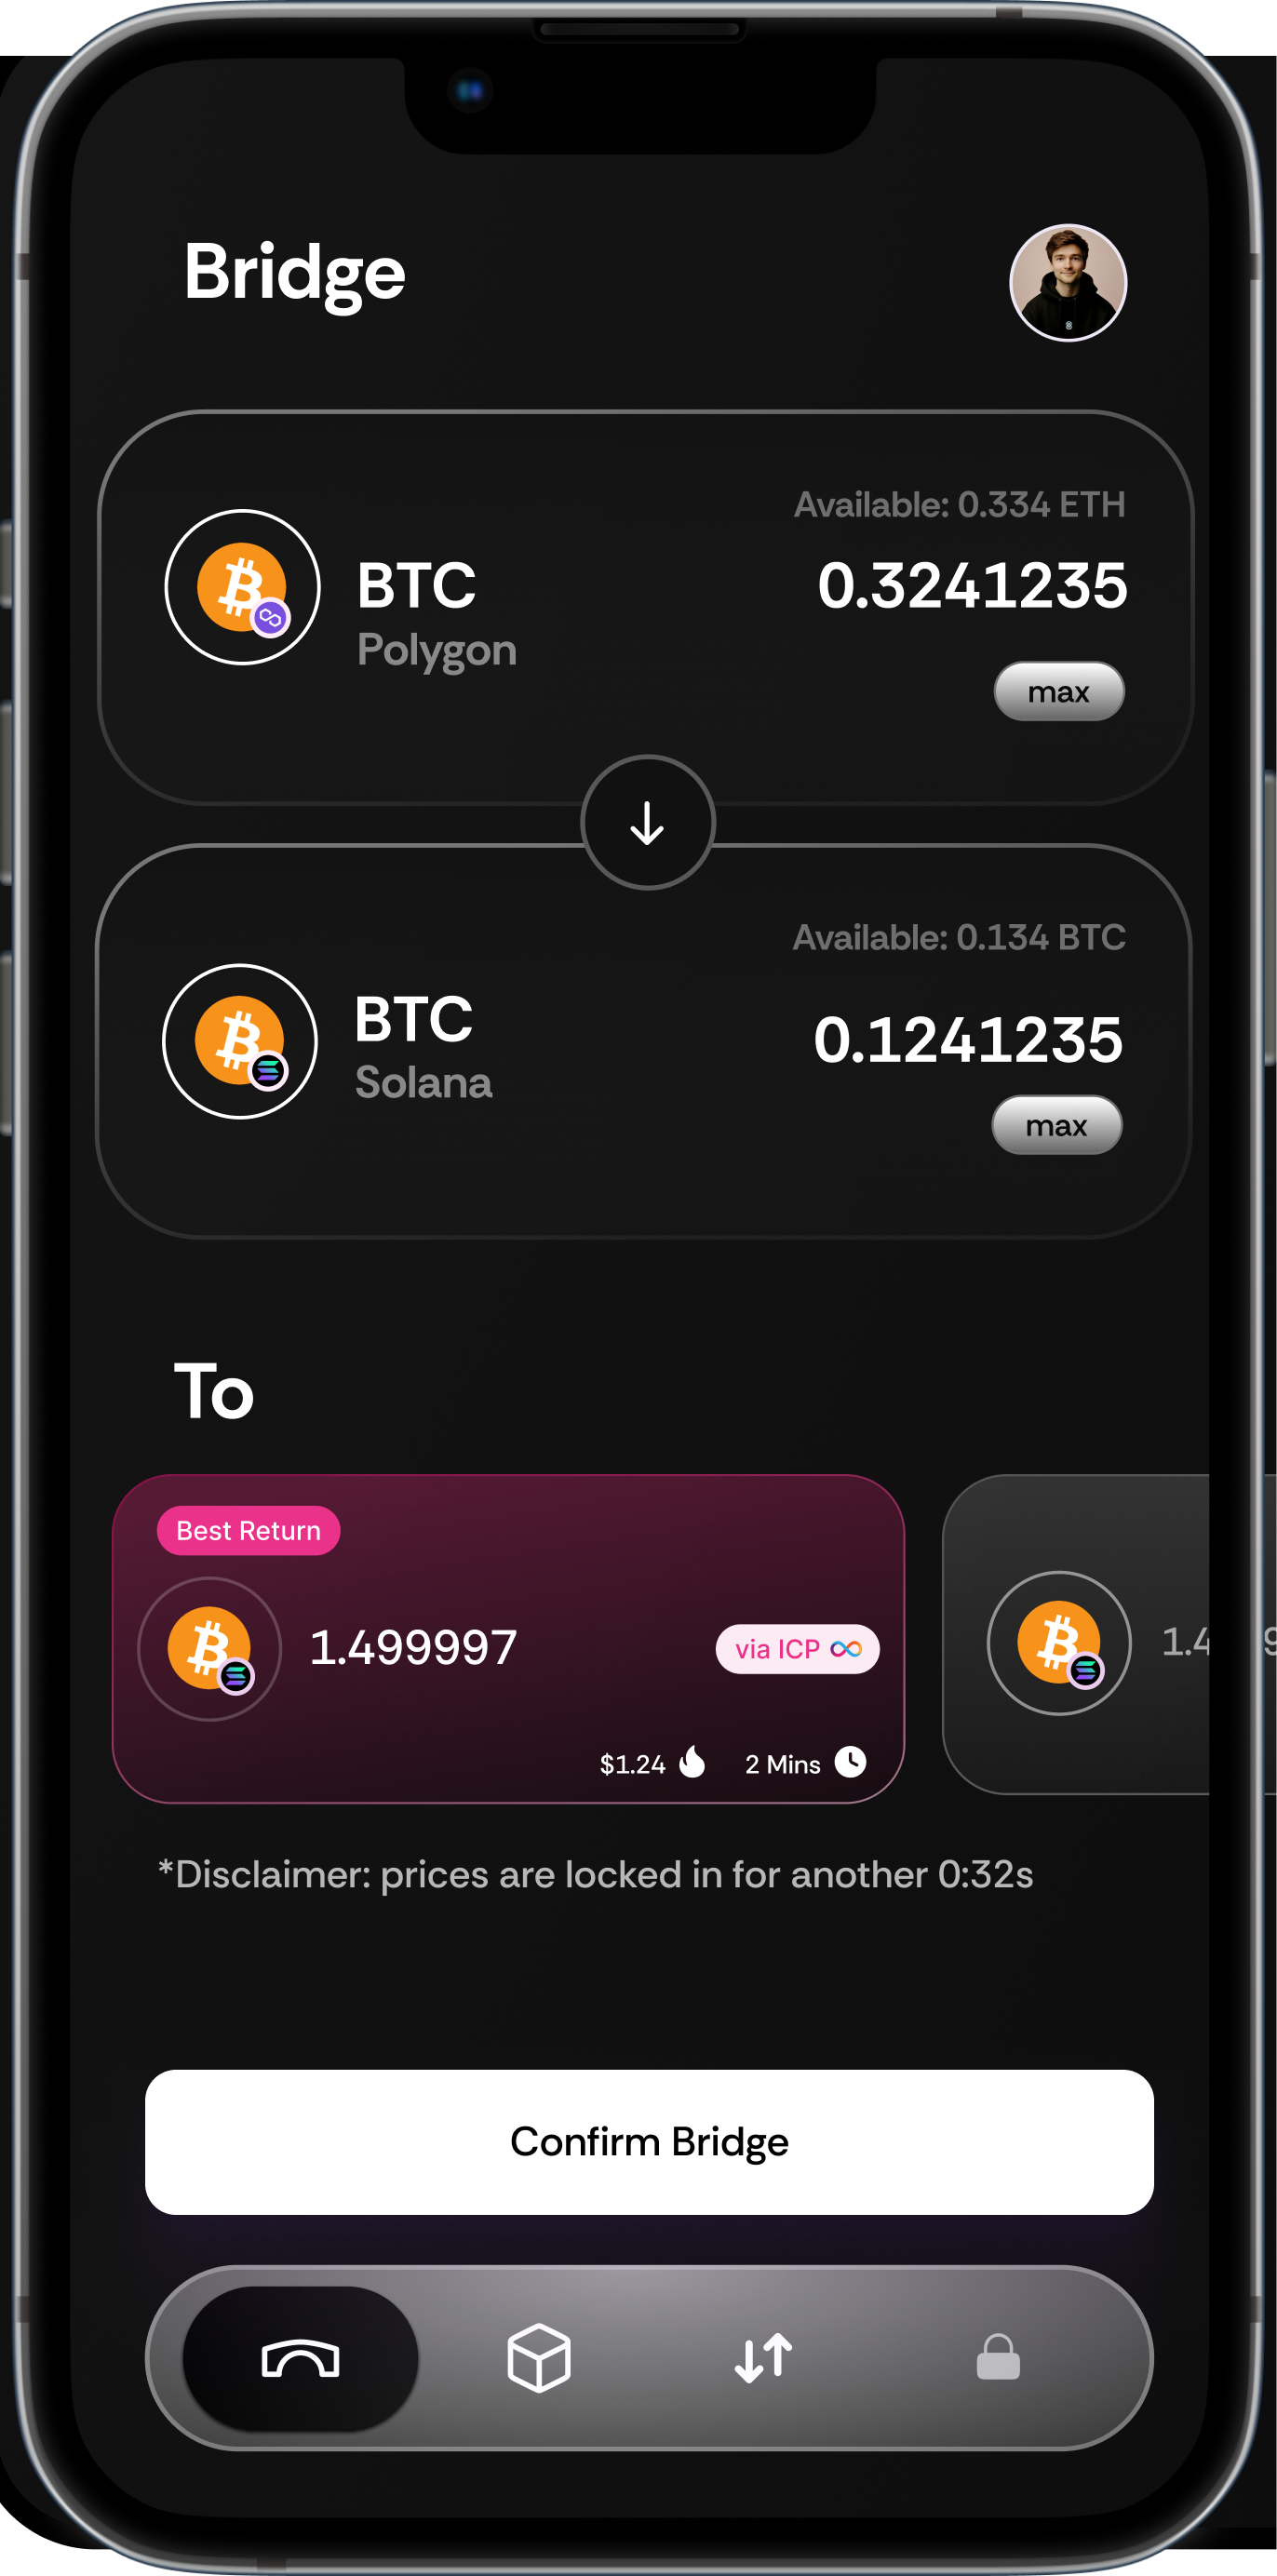 Bridge
Available: 0.334 ETH
BTC
0.3241235
Polygon
max
Available: 0.134 BTC
BTC
0.1241235
Solana
max
To
Best Return
1.499997
via ICP
1.4
$1.24
2 Mins
*Disclaimer: prices are locked in for another 0:32s
Confirm Bridge